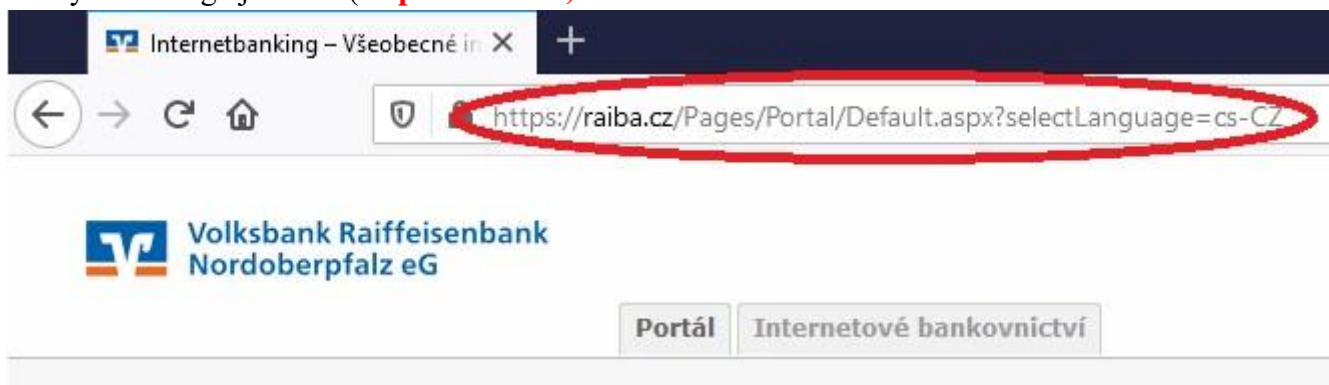 Internetbanking – Všeobecné in
https://raiba.cz/Pages/Portal/Default.aspx?selectLanguage=cs-CZ
Volksbank Raiffeisenbank
Nordoberpfalz eG
Portál Internetové bankovnictví